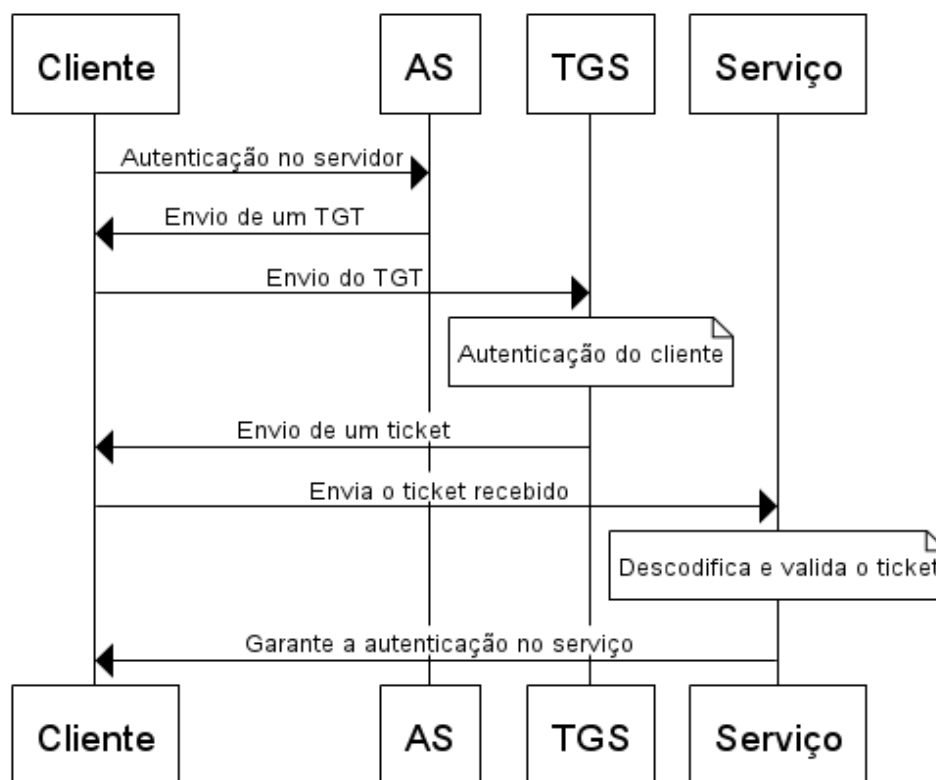 Cliente AS TGS Serviço
Autenticação no servidor
Envio de um TGT
Envio do TGT
Autenticação do cliente
Envio de um ticket
Envia o ticket recebido
Descodifica e valida o ticket
Garante a autenticação no serviço
Cliente AS TGS Serviço